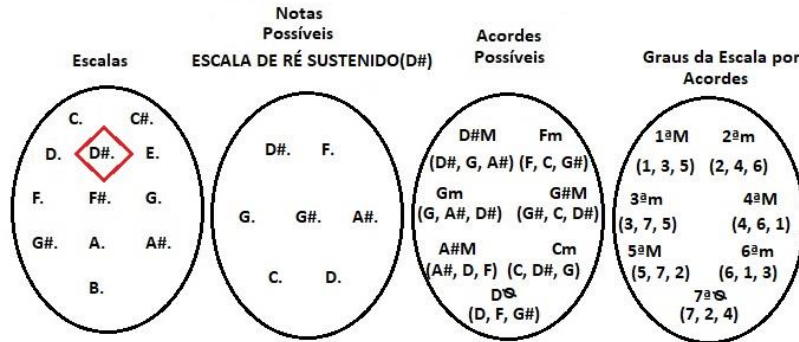 Escalas
C. C#.
D. D#. E.
F. F#. G.
G#. A. A#.
B.
Notas
Possíveis
ESCALA DE RÉ SUSTENIDO(D#)
D#. F.
G. G#. A#.
C. D.
Acordes
Possíveis
D#M Fm
(D#, G, A#) (F, C, G#)
Gm G#M
(G, A#, D#) (G#, C, D#)
A#M Cm
(A#, D, F) (C, D#, G)
DꝊ
(D, F, G#)
Graus da Escala por
Acordes
1ªM 2ªm
(1, 3, 5) (2, 4, 6)
3ªm 4ªM
(3, 7, 5) (4, 6, 1)
5ªM 6ªm
(5, 7, 2) (6, 1, 3)
7ªꝊ
(7, 2, 4)